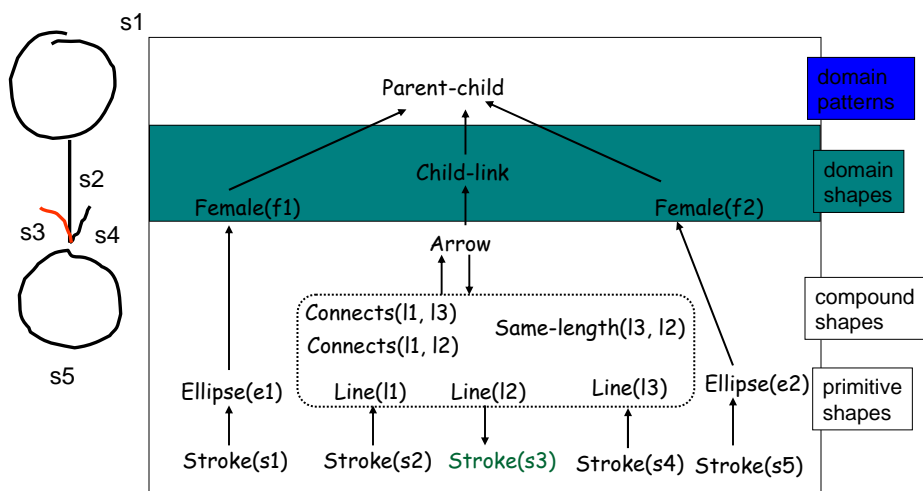 s1
domain
patterns
Parent-child
s2
Child-link
domain
shapes
Female(f1)
Female(f2)
s3
s4
Arrow
compound
shapes
Connects(l1, l3)
Same-length(l3, l2)
Connects(l1, l2)
s5
Ellipse(e1)
Line(l1)
Line(l2)
Line(l3)
Ellipse(e2)
primitive
shapes
Stroke(s1)
Stroke(s2)
Stroke(s3)
Stroke(s4)
Stroke(s5)